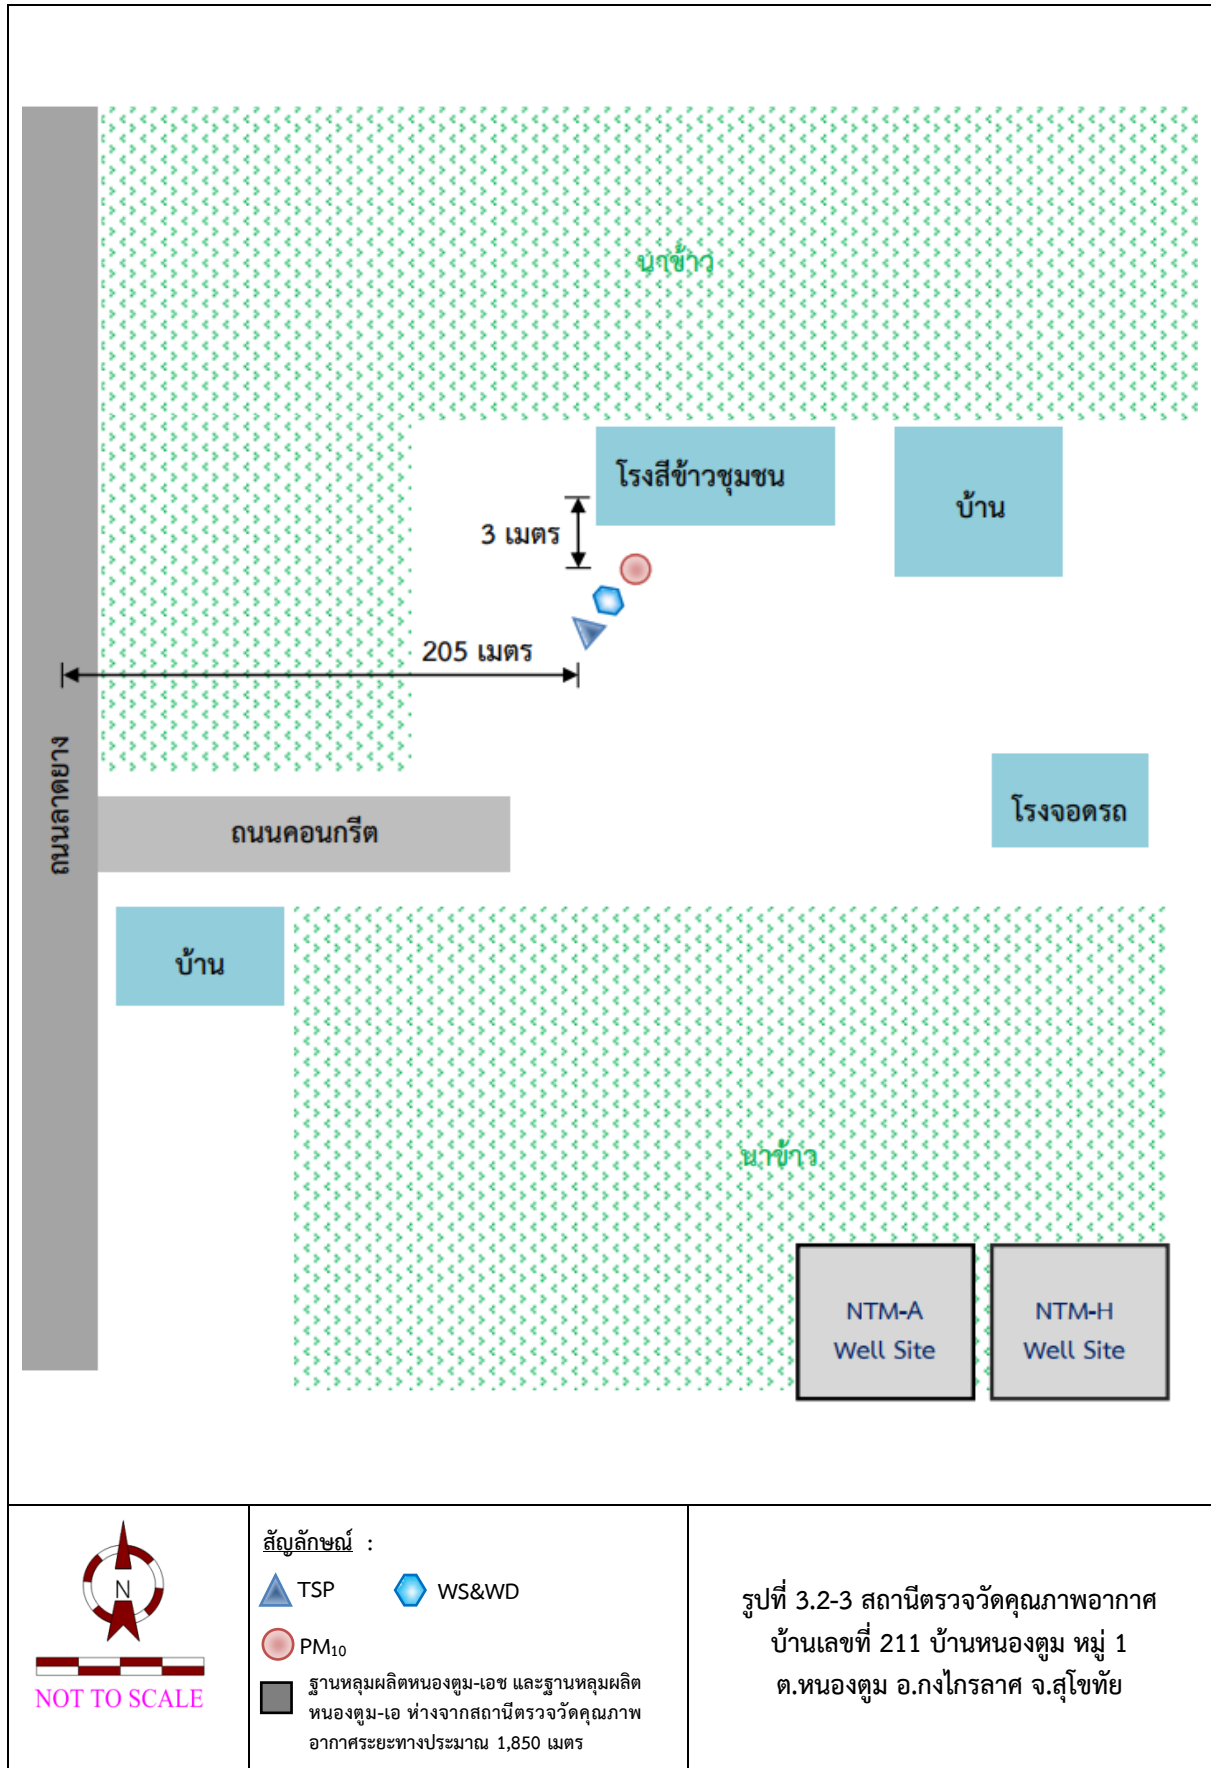 นาข้าว
โรงสีข้าวชุมชน
บ้าน
3 เมตร
205 เมตร
ถนนลาดยาง
โรงจอดรถ
ถนนคอนกรีต
บ้าน
นาข้าว
NTM-A
Well Site
NTM-H
Well Site
N
NOT TO SCALE
สัญลักษณ์ :
TSP
WS&WD
PM₁₀
ฐานหลุมผลิตหนองตูม-เอช และฐานหลุมผลิต
หนองตูม-เอ ห่างจากสถานีตรวจวัดคุณภาพ
อากาศระยะทางประมาณ 1,850 เมตร
รูปที่ 3.2-3 สถานีตรวจวัดคุณภาพอากาศ
บ้านเลขที่ 211 บ้านหนองตูม หมู่ 1
ต.หนองตูม อ.กงไกรลาศ จ.สุโขทัย